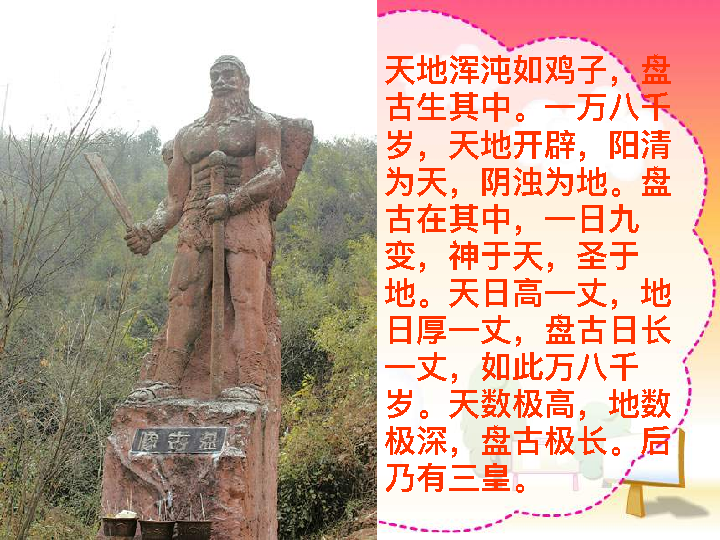 天地浑沌如鸡子，盘
古生其中。一万八千
岁，天地开辟，阳清
为天，阴浊为地。盘
古在其中，一日九
变，神于天，圣于
地。天日高一丈，地
日厚一丈，盘古日长
一丈，如此万八千
岁。天数极高，地数
极深，盘古极长。后
乃有三皇。
像古盘